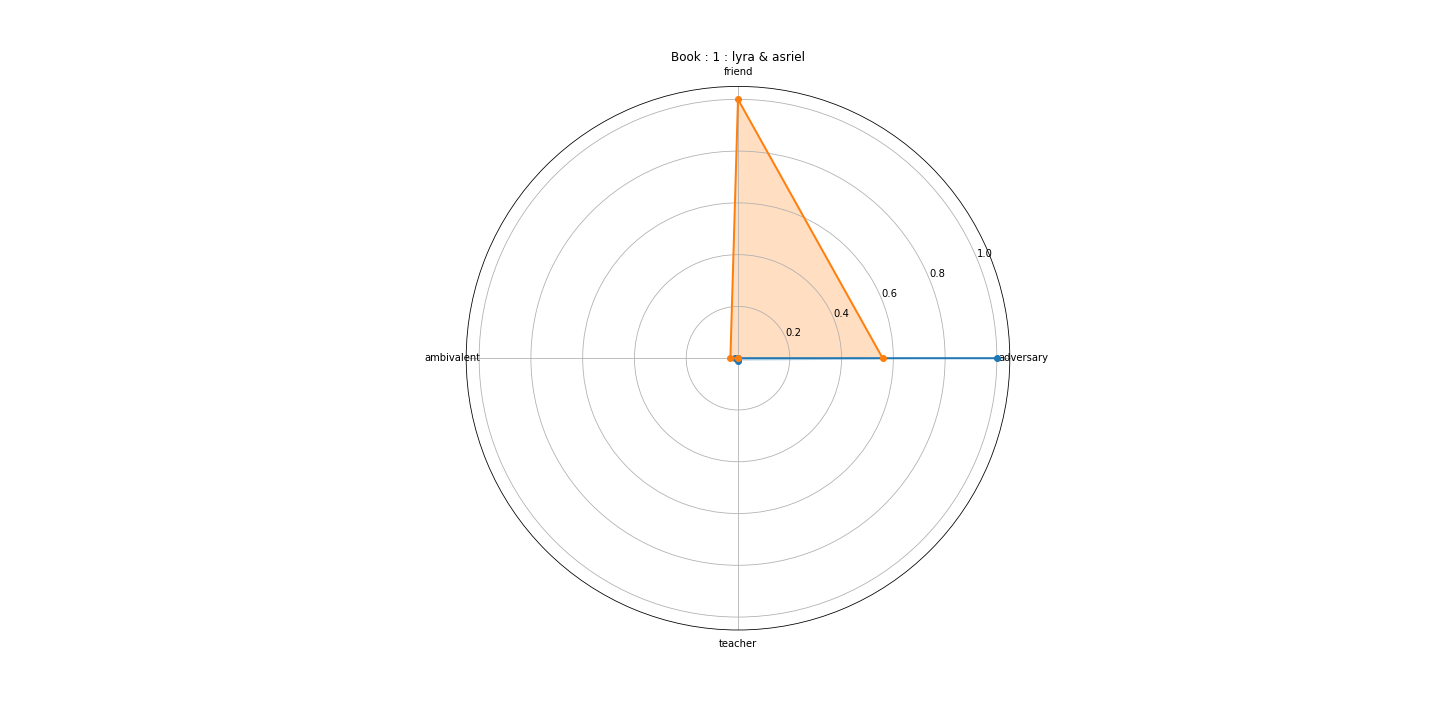 Book : 1 : lyra & asriel
friend
1.0
0.8
0.6
0.4
0.2
ambivalent
adversary
teacher